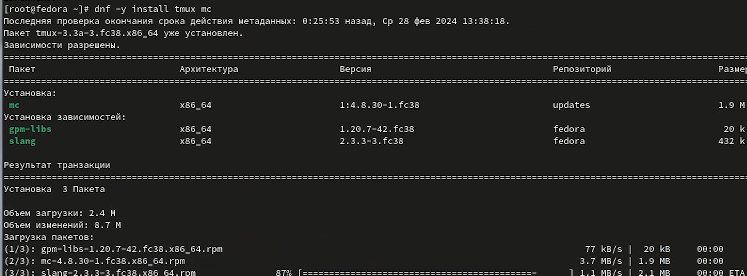 [root@fedora ~]# dnf -y install tmux mc
Последняя проверка окончания срока действия метаданных: 0:25:53 назад, Ср 28 фев 2024 13:38:18.
Пакет tmux-3.3a-3.fc38.x86_64 уже установлен.
Зависимости разрешены.
================================================================================
Пакет Архитектура Версия Репозиторий Размер
================================================================================
Установка:
mc x86_64 1:4.8.30-1.fc38 updates 1.9 M
Установка зависимостей:
gpm-libs x86_64 1.20.7-42.fc38 fedora 20 k
slang x86_64 2.3.3-3.fc38 fedora 432 k

Результат транзакции
================================================================================
Установка 3 Пакета

Объем загрузки: 2.4 M
Объем изменений: 8.7 M
Загрузка пакетов:
(1/3): gpm-libs-1.20.7-42.fc38.x86_64.rpm 77 kB/s | 20 kB 00:00
(2/3): mc-4.8.30-1.fc38.x86_64.rpm 3.7 MB/s | 1.9 MB 00:00
(3/3): slang-2.3.3-3.fc38.x86_64.rpm 87% [===========================================- ] 1.1 MB/s | 2.1 MB 00:00 ETA